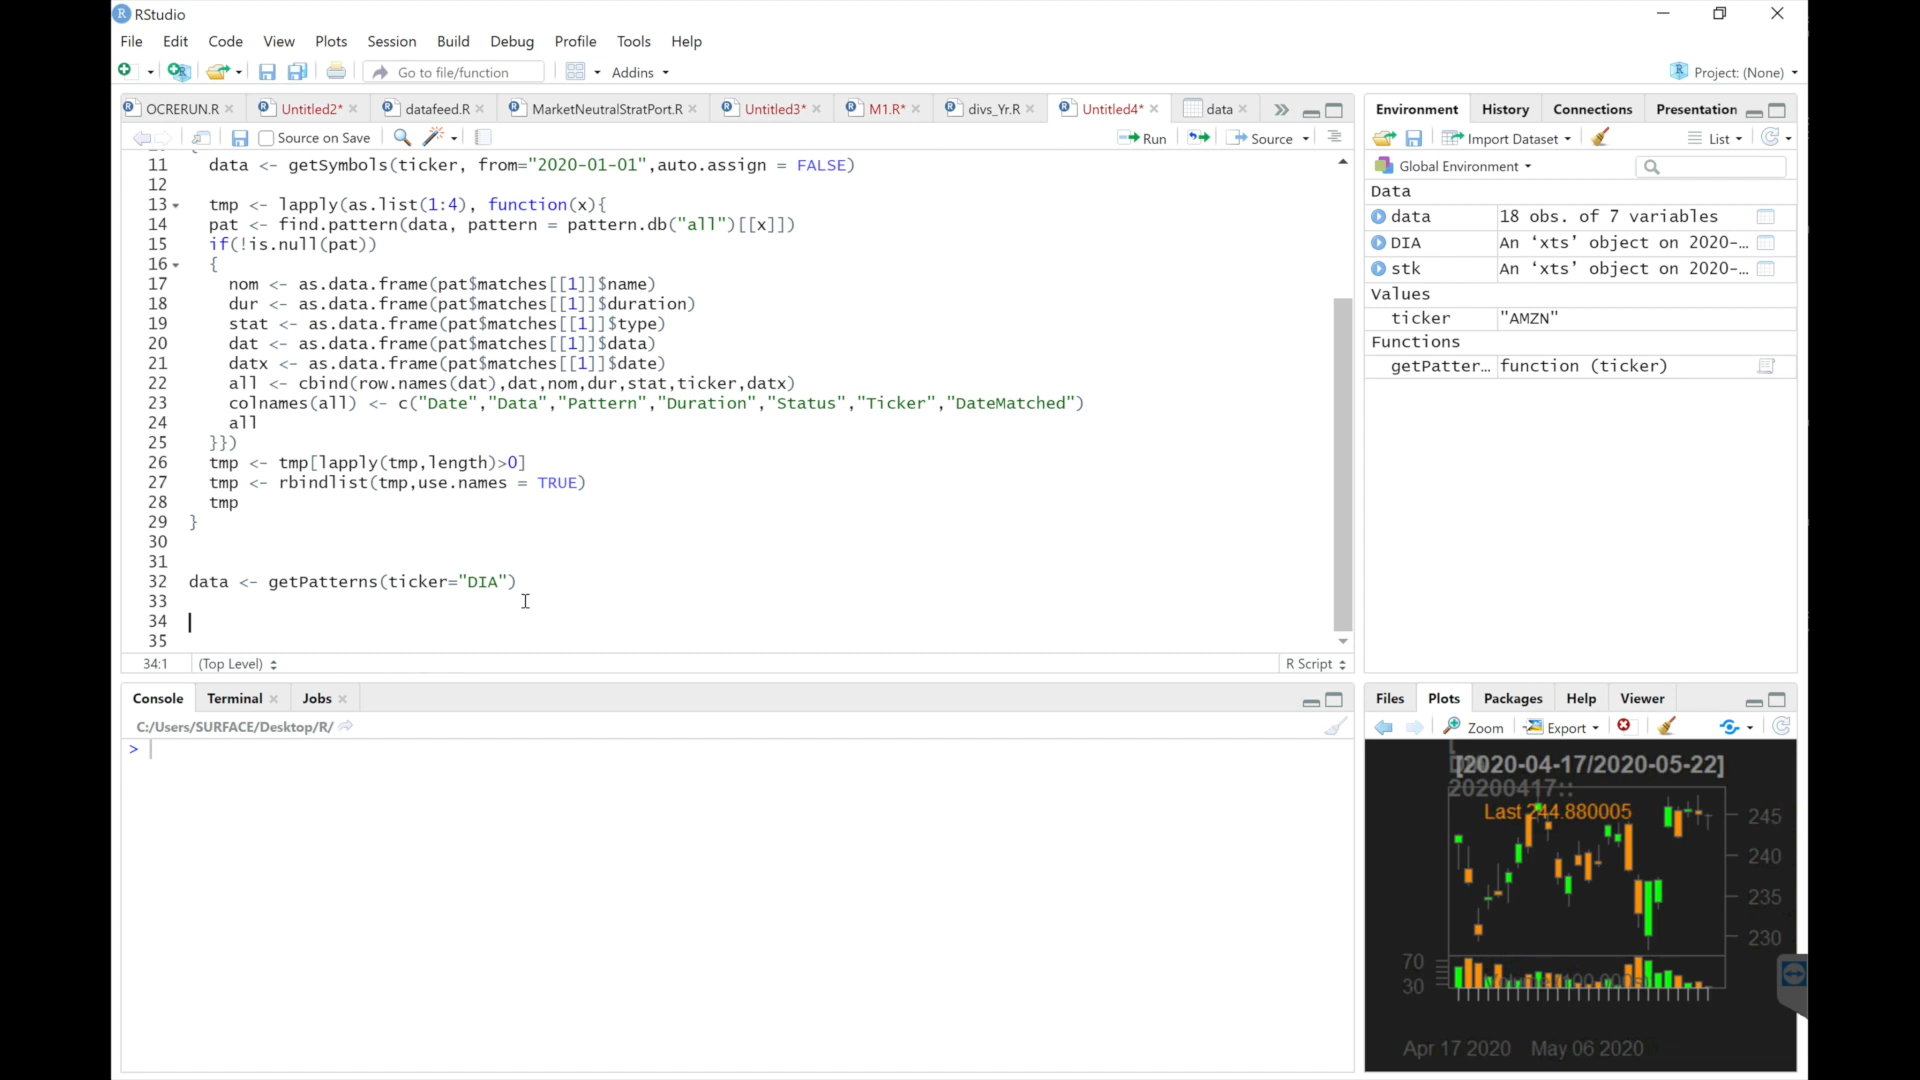 RStudio
File Edit Code View Plots Session Build Debug Profile Tools Help
Go to file/function Addins Project: (None)
OCRERUN.R Untitled2* datafeed.R MarketNeutralStratPort.R Untitled3* M1.R* divs_Yr.R Untitled4* data
Source on Save Run Source
11 data <- getSymbols(ticker, from="2020-01-01",auto.assign = FALSE)
12
13 tmp <- lapply(as.list(1:4), function(x){
14 pat <- find.pattern(data, pattern = pattern.db("all")[[x]])
15 if(!is.null(pat))
16 {
17 nom <- as.data.frame(pat$matches[[1]]$name)
18 dur <- as.data.frame(pat$matches[[1]]$duration)
19 stat <- as.data.frame(pat$matches[[1]]$type)
20 dat <- as.data.frame(pat$matches[[1]]$data)
21 datx <- as.data.frame(pat$matches[[1]]$date)
22 all <- cbind(row.names(dat),dat,nom,dur,stat,ticker,datx)
23 colnames(all) <- c("Date","Data","Pattern","Duration","Status","Ticker","DateMatched")
24 all
25 }})
26 tmp <- tmp[lapply(tmp,length)>0]
27 tmp <- rbindlist(tmp,use.names = TRUE)
28 tmp
29 }
30
31
32 data <- getPatterns(ticker="DIA")
33
34
35
34:1 (Top Level) R Script
Console Terminal Jobs
C:/Users/SURFACE/Desktop/R/
>
Environment History Connections Presentation
Import Dataset List
Global Environment
Data
data 18 obs. of 7 variables
DIA An ‘xts’ object on 2020-…
stk An ‘xts’ object on 2020-…
Values
ticker "AMZN"
Functions
getPatter… function (ticker)
Files Plots Packages Help Viewer
Zoom Export
[2020-04-17/2020-05-22]
20200417::
Last 244.880005
245
240
235
230
70
30
Apr 17 2020 May 06 2020